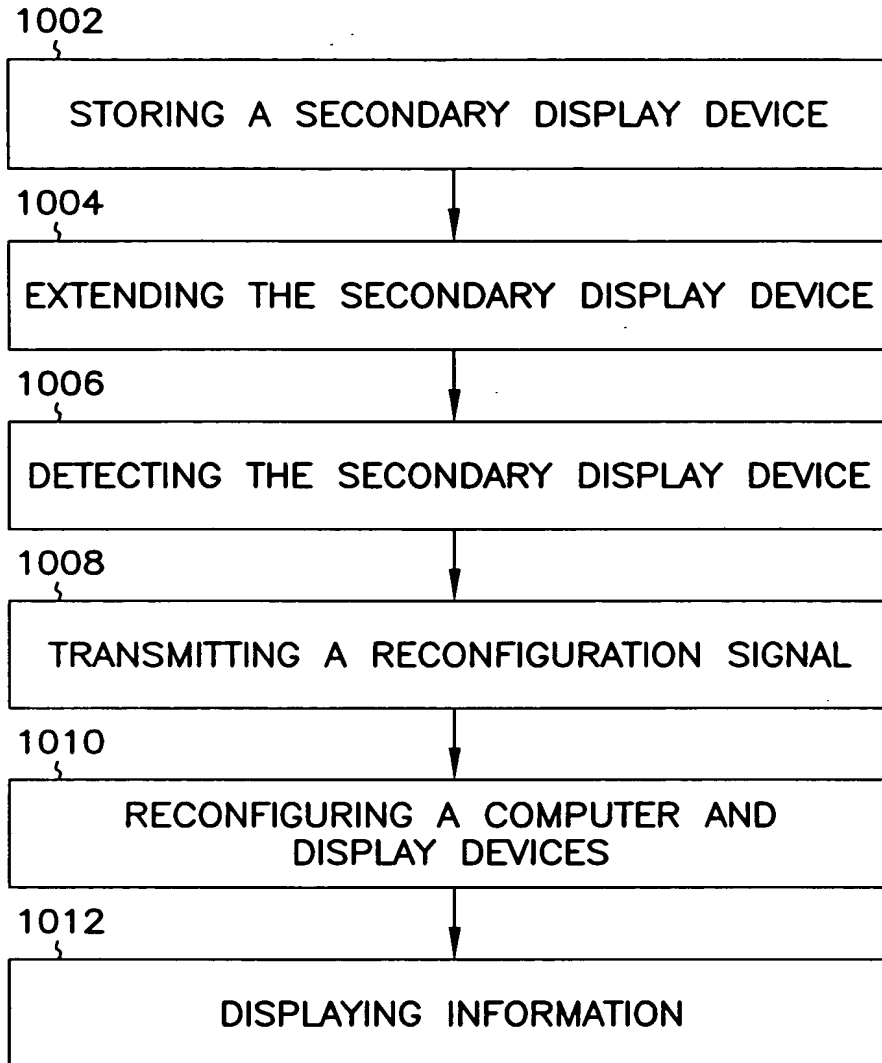 1002
STORING A SECONDARY DISPLAY DEVICE
1004
EXTENDING THE SECONDARY DISPLAY DEVICE
1006
DETECTING THE SECONDARY DISPLAY DEVICE
1008
TRANSMITTING A RECONFIGURATION SIGNAL
1010
RECONFIGURING A COMPUTER AND
DISPLAY DEVICES
1012
DISPLAYING INFORMATION